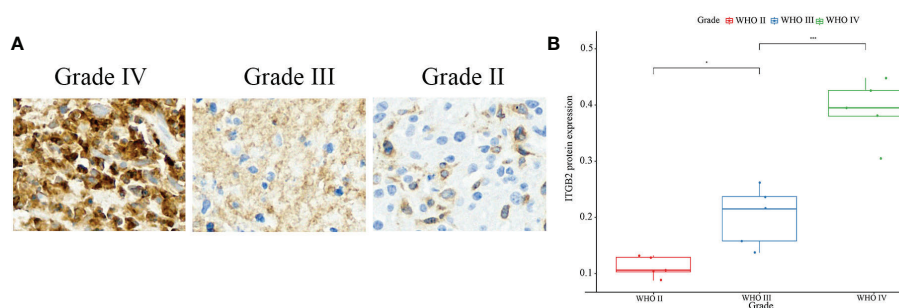 A
Grade IV
Grade III
Grade II
B
Grade WHO II WHO III WHO IV
ITGB2 protein expression
0.5
0.4
0.3
0.2
0.1
*
***
WHO II
WHO III
WHO IV
Grade